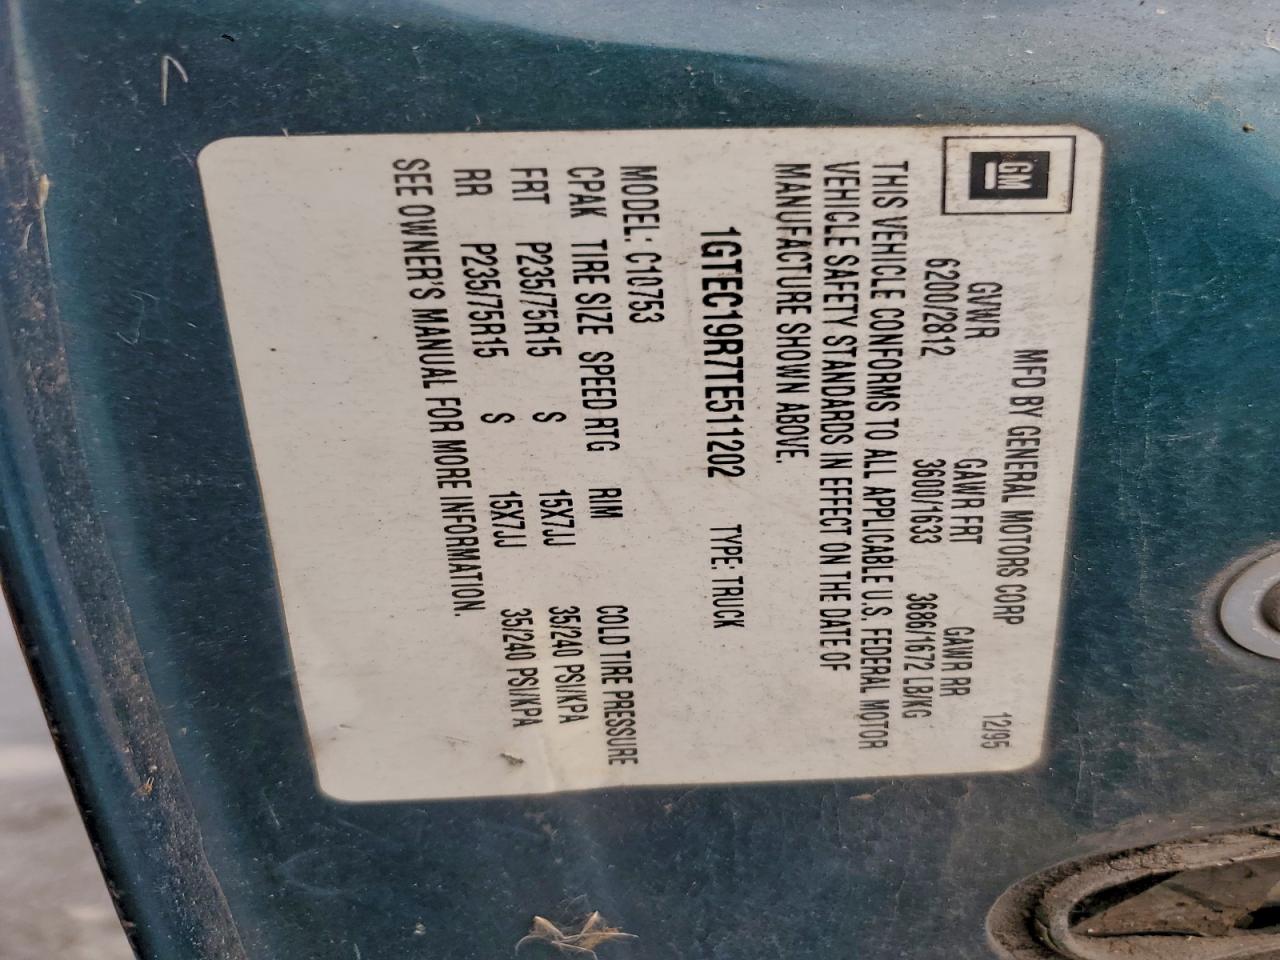 GM
MFD BY GENERAL MOTORS CORP 12/95
GVWR GAWR FRT GAWR RR
6200/2812 3600/1633 3686/1672 LB/KG
THIS VEHICLE CONFORMS TO ALL APPLICABLE U.S. FEDERAL MOTOR
VEHICLE SAFETY STANDARDS IN EFFECT ON THE DATE OF
MANUFACTURE SHOWN ABOVE.
1GTEC19R7TE511202 TYPE: TRUCK
MODEL: C10753
CPAK TIRE SIZE SPEED RTG RIM COLD TIRE PRESSURE
FRT P235/75R15 S 15X7JJ 35/240 PSI/KPA
RR P235/75R15 S 15X7JJ 35/240 PSI/KPA
SEE OWNER'S MANUAL FOR MORE INFORMATION.